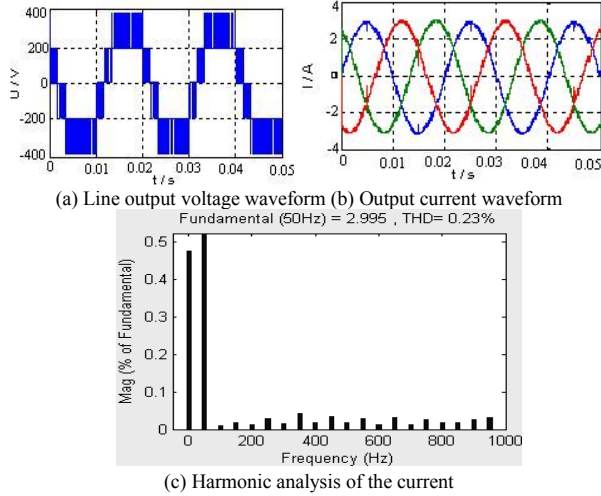 400
200
0
-200
-400
U / V
0 0.01 0.02 0.03 0.04 0.05
t / s
4
2
0
-2
-4
I / A
0 0.01 0.02 0.03 0.04 0.05
t / s
(a) Line output voltage waveform (b) Output current waveform
Fundamental (50Hz) = 2.995 , THD= 0.23%
0.5
0.4
0.3
0.2
0.1
0
Mag (% of Fundamental)
0 200 400 600 800 1000
Frequency (Hz)
(c) Harmonic analysis of the current